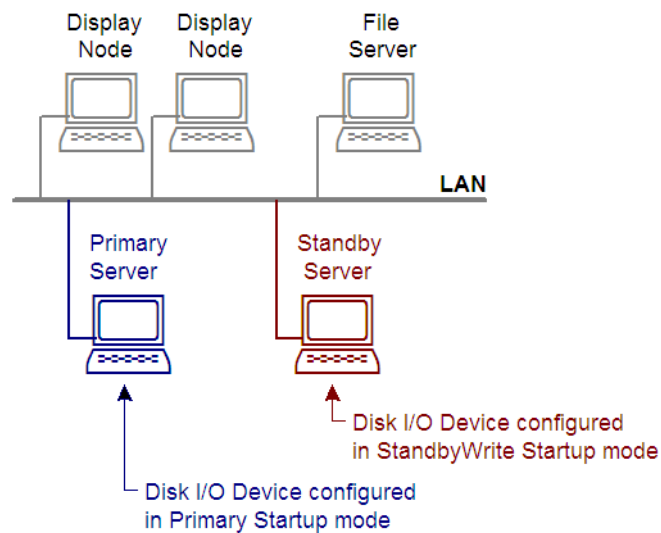 Display
Node
Display
Node
File
Server
LAN
Primary
Server
Standby
Server
Disk I/O Device configured
in StandbyWrite Startup mode
Disk I/O Device configured
in Primary Startup mode